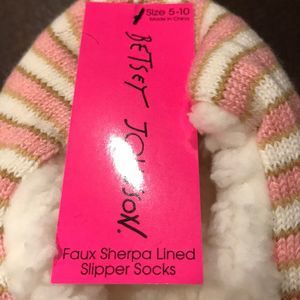 Size 5-10
Made in China
BETSEY JOHNSON.
Faux Sherpa Lined
Slipper Socks